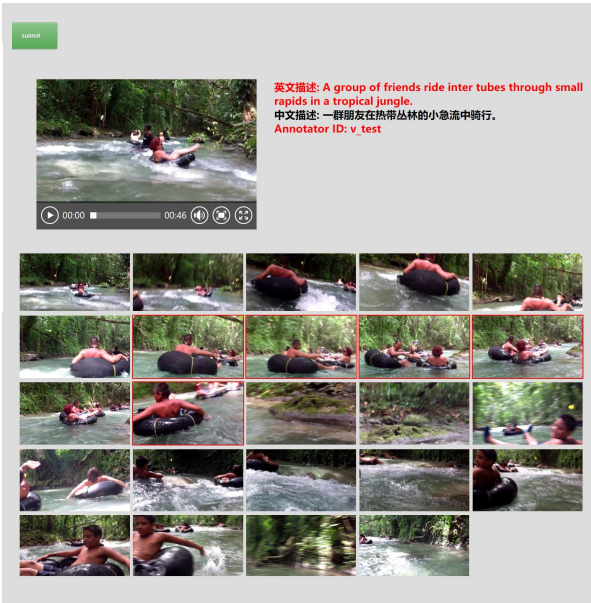 submit
英文描述: A group of friends ride inter tubes through small
rapids in a tropical jungle.
中文描述: 一群朋友在热带丛林的小急流中骑行。
Annotator ID: v_test
00:00
00:46